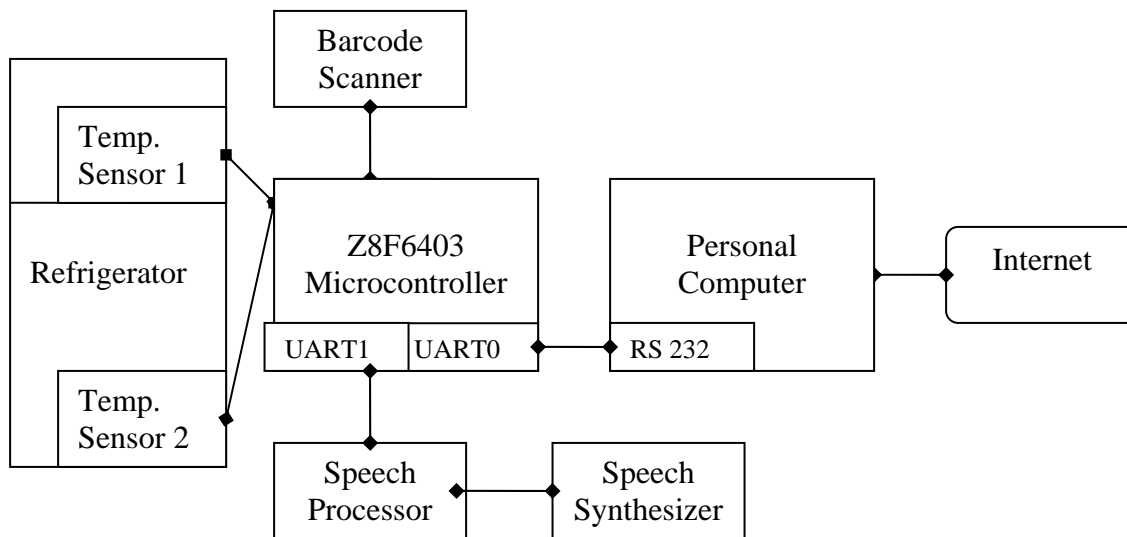 Barcode
Scanner
Temp.
Sensor 1
Refrigerator
Temp.
Sensor 2
Z8F6403
Microcontroller
UART1
UART0
Personal
Computer
RS 232
Internet
Speech
Processor
Speech
Synthesizer